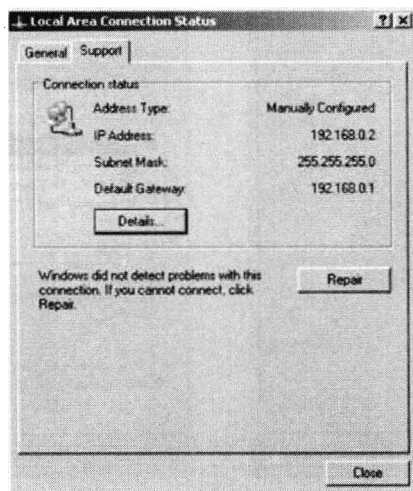 Local Area Connection Status
General Support
Connection status
Address Type: Manually Configured
IP Address: 192.168.0.2
Subnet Mask: 255.255.255.0
Default Gateway: 192.168.0.1
Details...
Windows did not detect problems with this
connection. If you cannot connect, click
Repair.
Repair
Close